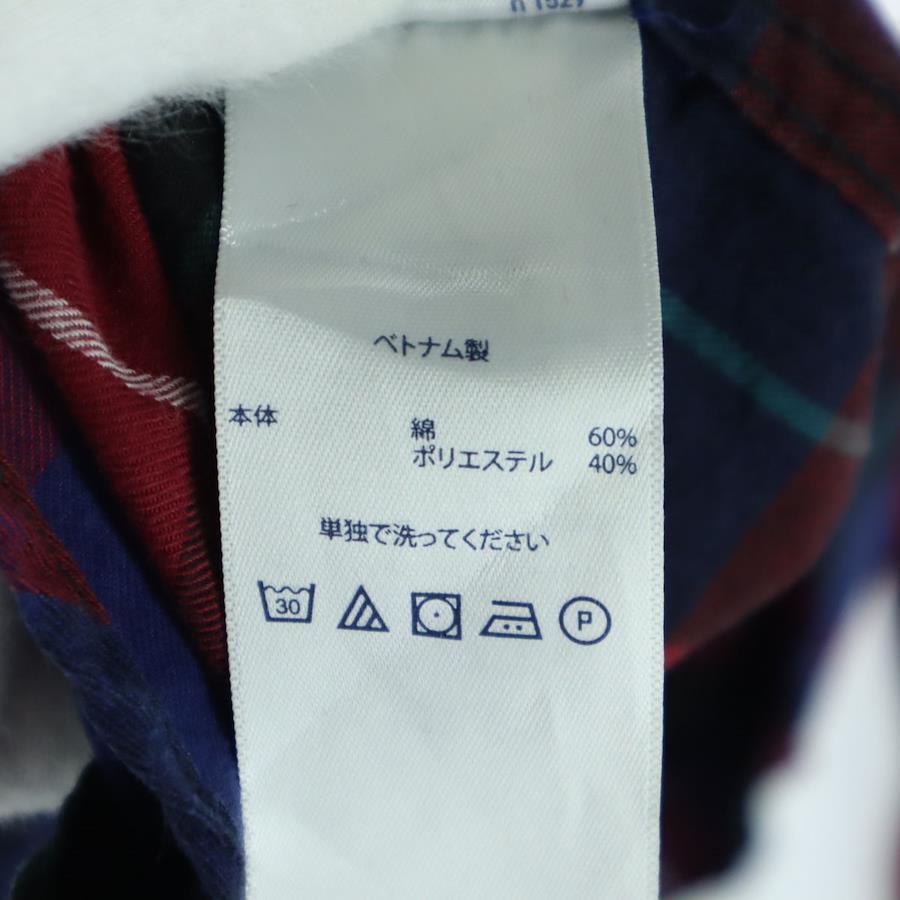 ベトナム製
本体 綿 60%
ポリエステル 40%
単独で洗ってください
30 P